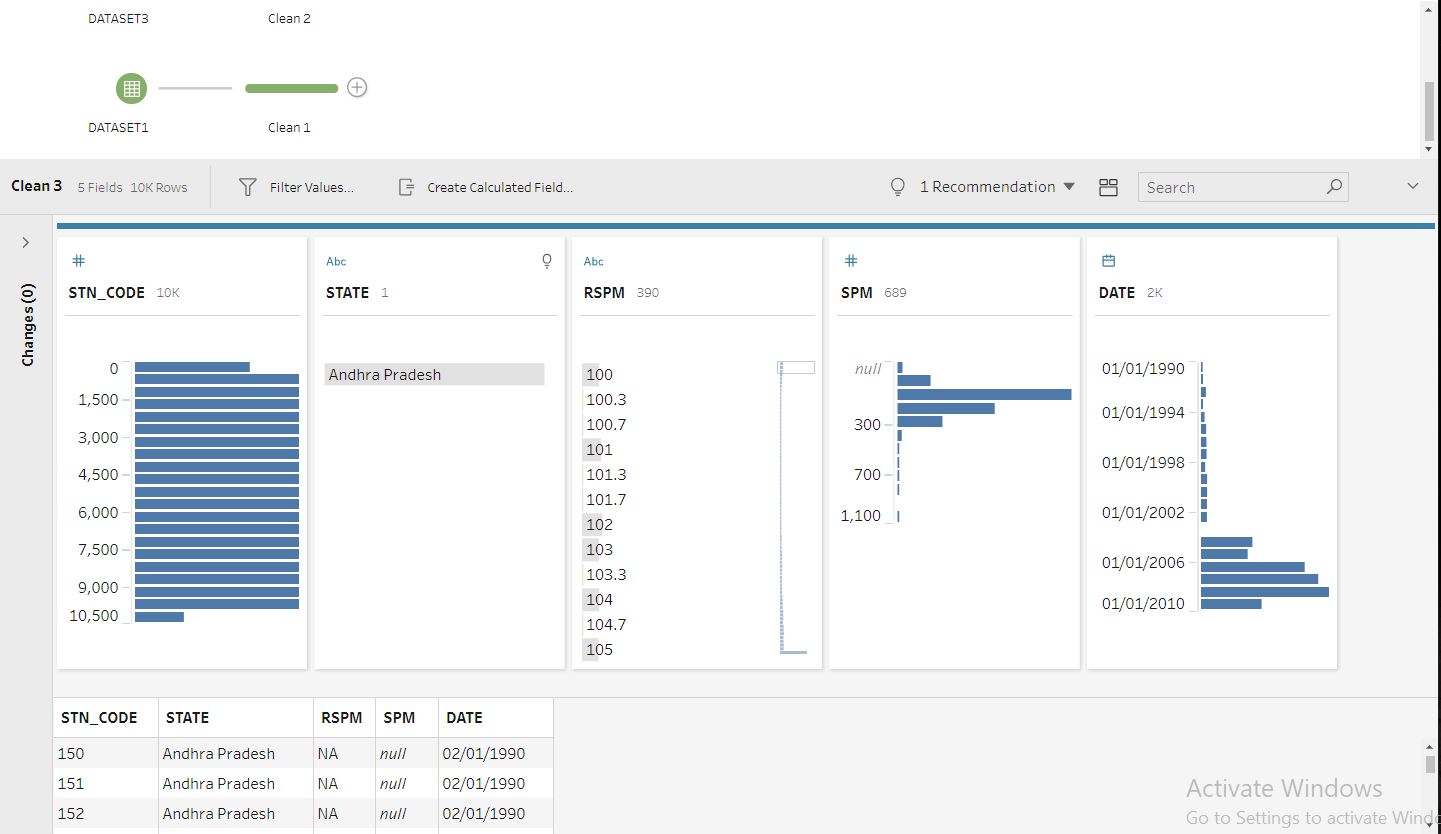 DATASET3 Clean 2
DATASET1 Clean 1
Clean 3 5 Fields 10K Rows Filter Values... Create Calculated Field... 1 Recommendation Search
Changes (0)
# Abc Abc #
STN_CODE 10K STATE 1 RSPM 390 SPM 689 DATE 2K
0
1,500
3,000
4,500
6,000
7,500
9,000
10,500
Andhra Pradesh
100
100.3
100.7
101
101.3
101.7
102
103
103.3
104
104.7
105
null
300
700
1,100
01/01/1990
01/01/1994
01/01/1998
01/01/2002
01/01/2006
01/01/2010
STN_CODE STATE RSPM SPM DATE
150 Andhra Pradesh NA null 02/01/1990
151 Andhra Pradesh NA null 02/01/1990
152 Andhra Pradesh NA null 02/01/1990
Activate Windows
Go to Settings to activate Windo